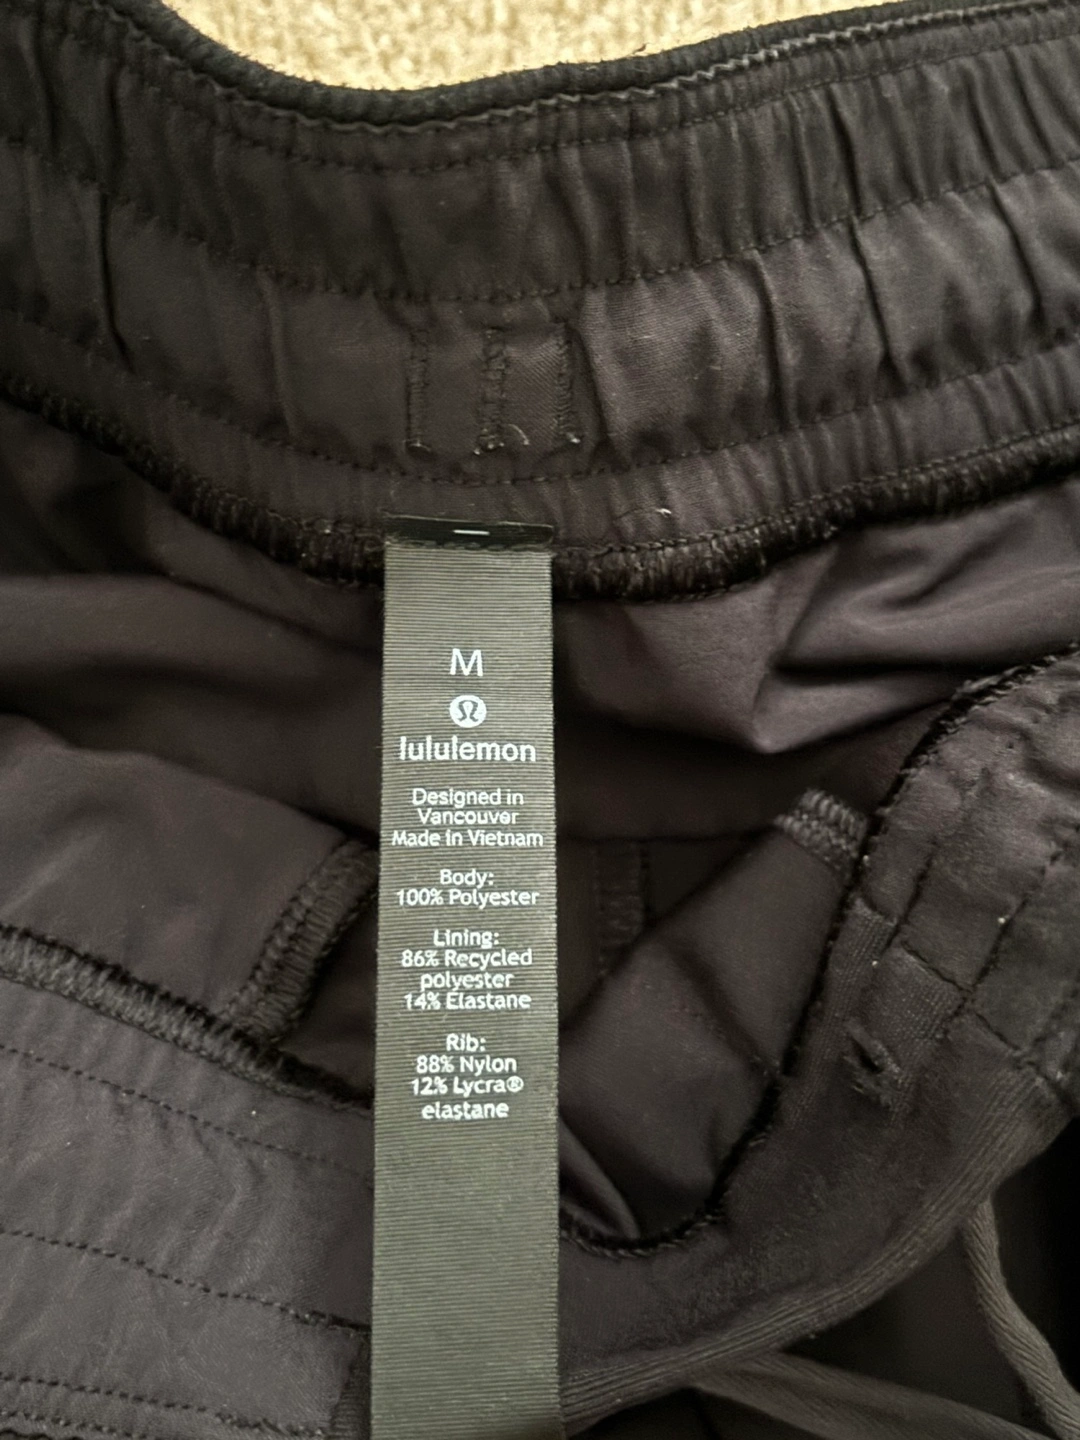 M
lululemon
Designed in
Vancouver
Made in Vietnam
Body:
100% Polyester
Lining:
86% Recycled
polyester
14% Elastane
Rib:
88% Nylon
12% Lycra®
elastane